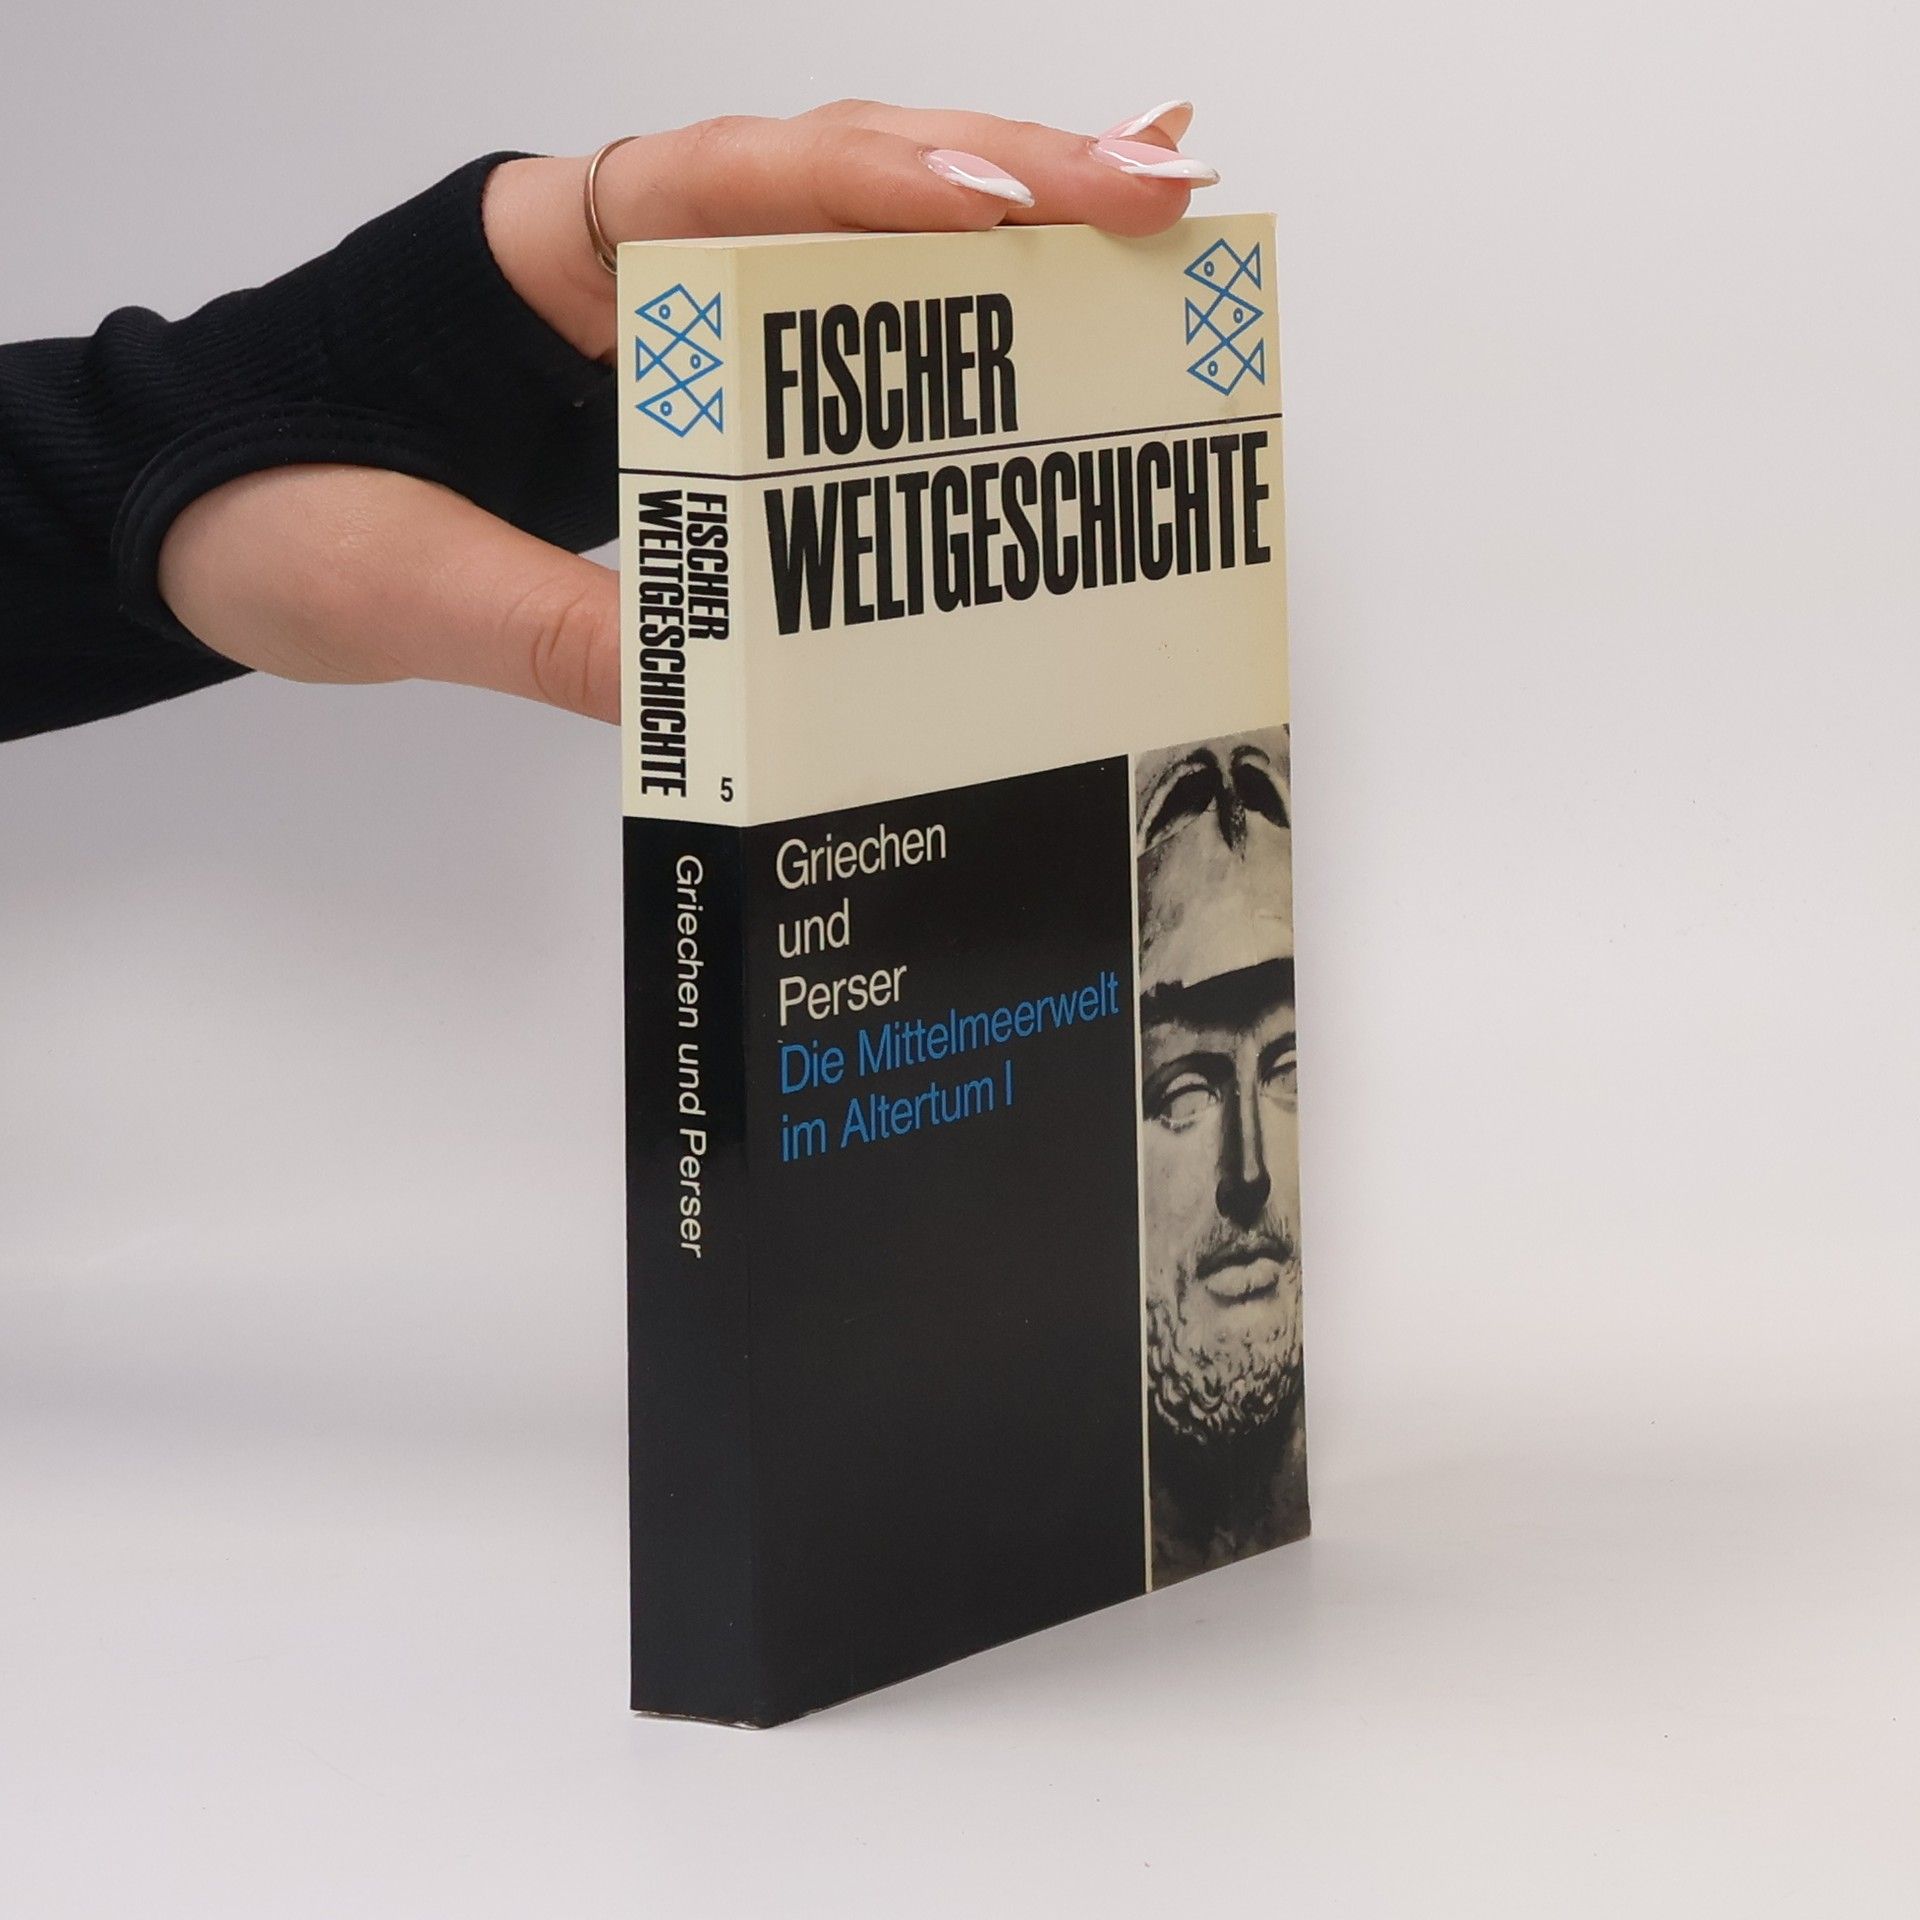 FISCHER
WELTGESCHICHTE
5
Griechen und Perser
FISCHER
WELTGESCHICHTE
Griechen
und
Perser
Die Mittelmeerwelt
im Altertum I